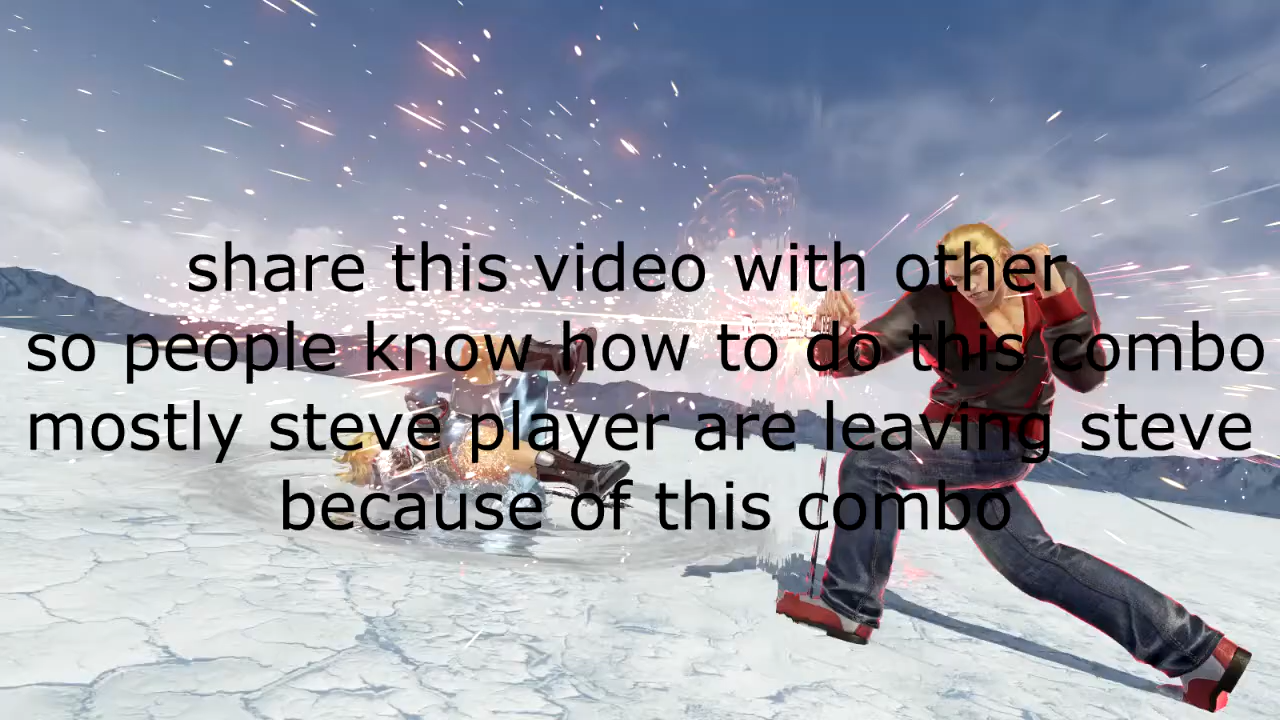 share this video with other
so people know how to do this combo
mostly steve player are leaving steve
because of this combo